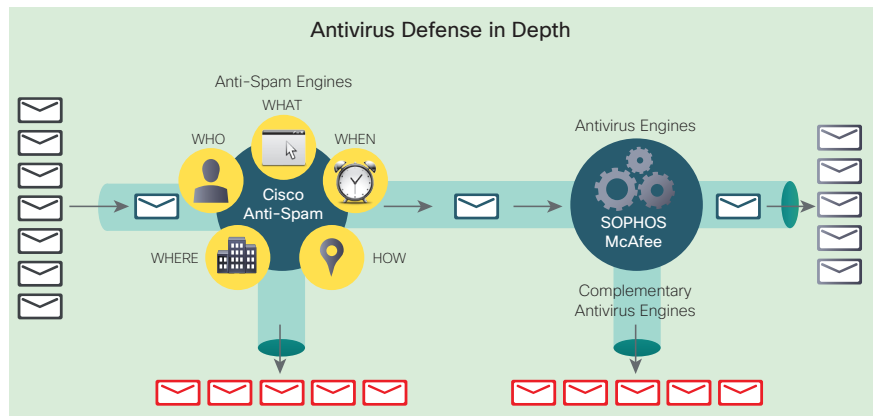 Antivirus Defense in Depth
Anti-Spam Engines
WHAT
WHO
WHEN
Cisco
Anti-Spam
WHERE
HOW
Antivirus Engines
SOPHOS
McAfee
Complementary
Antivirus Engines